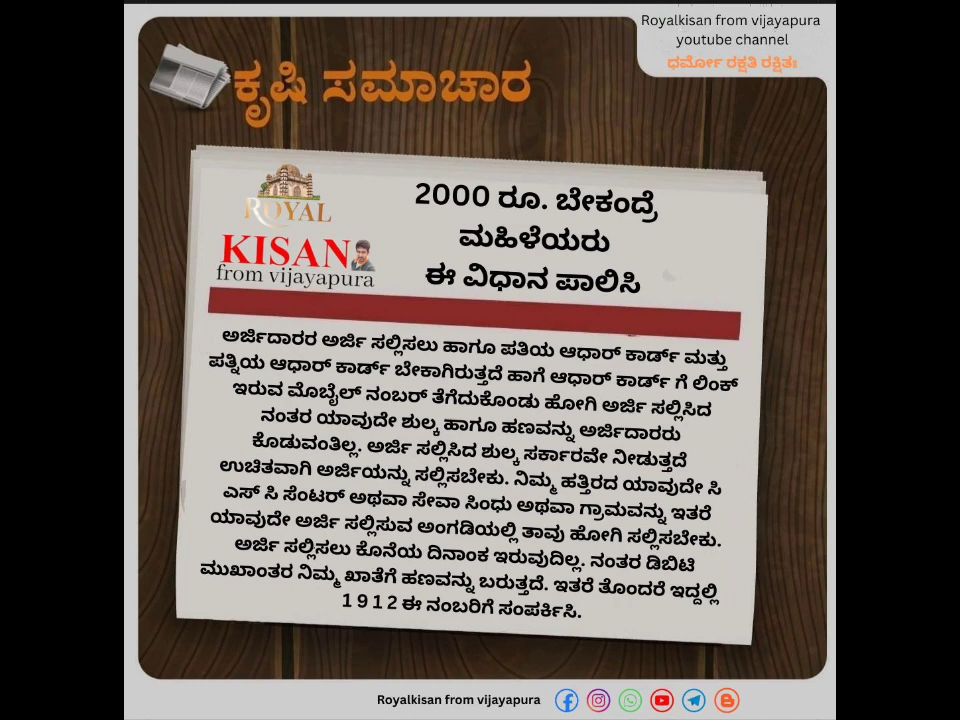 Royalkisan from vijayapura
youtube channel
ಧರ್ಮೋ ರಕ್ಷತಿ ರಕ್ಷಿತಃ
ಕೃಷಿ ಸಮಾಚಾರ
ROYAL
KISAN
from vijayapura
2000 ರೂ. ಬೇಕಂದ್ರೆ
ಮಹಿಳೆಯರು
ಈ ವಿಧಾನ ಪಾಲಿಸಿ
ಅರ್ಜಿದಾರರ ಅರ್ಜಿ ಸಲ್ಲಿಸಲು ಹಾಗೂ ಪತಿಯ ಆಧಾರ್ ಕಾರ್ಡ್ ಮತ್ತು
ಪತ್ನಿಯ ಆಧಾರ್ ಕಾರ್ಡ್ ಬೇಕಾಗಿರುತ್ತದೆ ಹಾಗೆ ಆಧಾರ್ ಕಾರ್ಡ್ ಗೆ ಲಿಂಕ್
ಇರುವ ಮೊಬೈಲ್ ನಂಬರ್ ತೆಗೆದುಕೊಂಡು ಹೋಗಿ ಅರ್ಜಿ ಸಲ್ಲಿಸಿದ
ನಂತರ ಯಾವುದೇ ಶುಲ್ಕ ಹಾಗೂ ಹಣವನ್ನು ಅರ್ಜಿದಾರರು
ಕೊಡುವಂತಿಲ್ಲ. ಅರ್ಜಿ ಸಲ್ಲಿಸಿದ ಶುಲ್ಕ ಸರ್ಕಾರವೇ ನೀಡುತ್ತದೆ
ಉಚಿತವಾಗಿ ಅರ್ಜಿಯನ್ನು ಸಲ್ಲಿಸಬೇಕು. ನಿಮ್ಮ ಹತ್ತಿರದ ಯಾವುದೇ ಸಿ
ಎಸ್ ಸಿ ಸೆಂಟರ್ ಅಥವಾ ಸೇವಾ ಸಿಂಧು ಅಥವಾ ಗ್ರಾಮವನ್ನು ಇತರೆ
ಯಾವುದೇ ಅರ್ಜಿ ಸಲ್ಲಿಸುವ ಅಂಗಡಿಯಲ್ಲಿ ತಾವು ಹೋಗಿ ಸಲ್ಲಿಸಬೇಕು.
ಅರ್ಜಿ ಸಲ್ಲಿಸಲು ಕೊನೆಯ ದಿನಾಂಕ ಇರುವುದಿಲ್ಲ. ನಂತರ ಡಿಬಿಟಿ
ಮುಖಾಂತರ ನಿಮ್ಮ ಖಾತೆಗೆ ಹಣವನ್ನು ಬರುತ್ತದೆ. ಇತರೆ ತೊಂದರೆ ಇದ್ದಲ್ಲಿ
1 9 1 2 ಈ ನಂಬರಿಗೆ ಸಂಪರ್ಕಿಸಿ.
Royalkisan from vijayapura